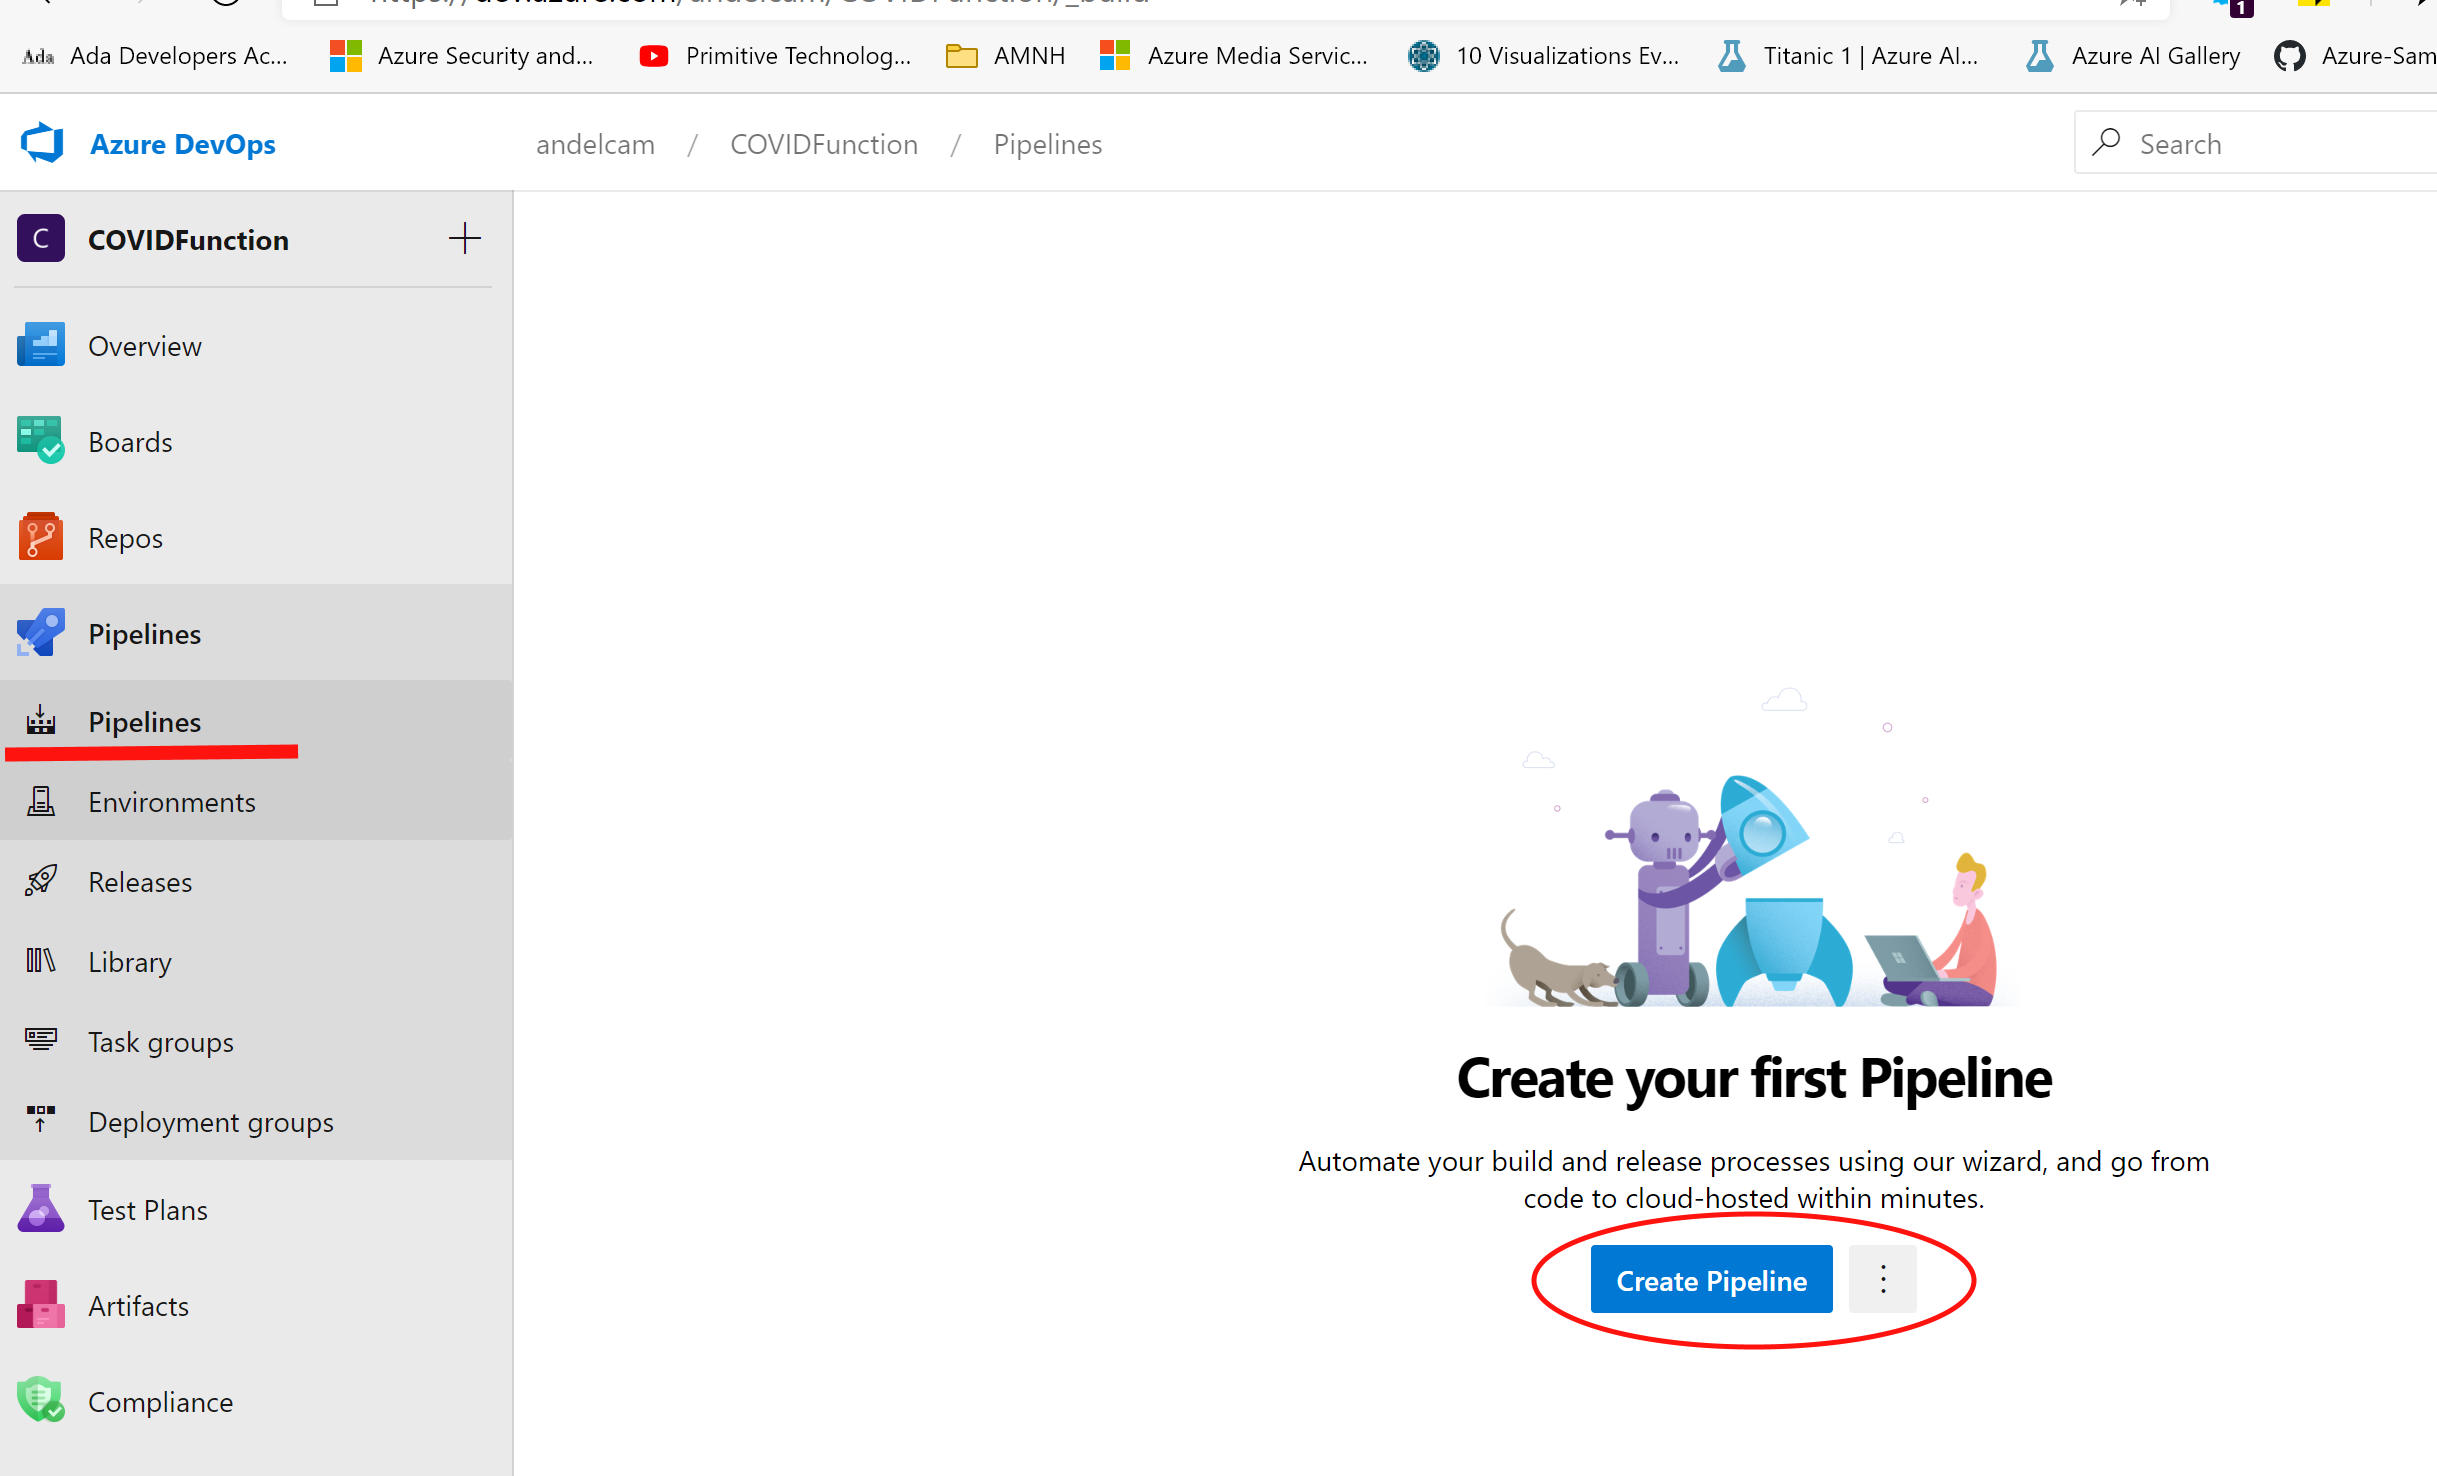 1
Ada Ada Developers Ac...
Azure Security and...
Primitive Technolog...
AMNH
Azure Media Servic...
10 Visualizations Ev...
Titanic 1 | Azure AI...
Azure AI Gallery
Azure-Sam
Azure DevOps
andelcam / COVIDFunction / Pipelines
Search
C COVIDFunction
Overview
Boards
Repos
Pipelines
Pipelines
Environments
Releases
Library
Task groups
Deployment groups
Test Plans
Artifacts
Compliance
Create your first Pipeline
Automate your build and release processes using our wizard, and go from
code to cloud-hosted within minutes.
Create Pipeline